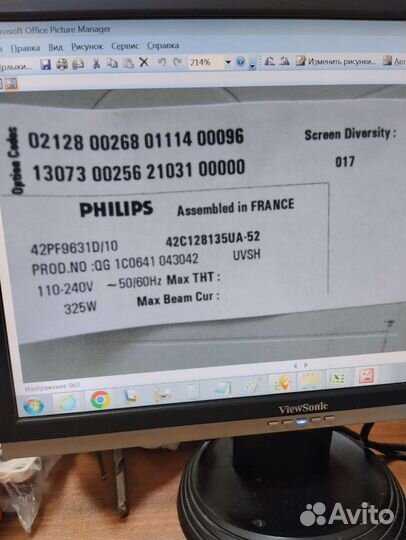 rosoft Office Picture Manager
Правка Вид Рисунок Сервис Справка
ярлыки... 214% Изменить рисунки... Ав
Option Codes
02128 00268 01114 00096
13073 00256 21031 00000
Screen Diversity :
017
PHILIPS Assembled in FRANCE
42PF9631D/10 42C128135UA-52
PROD.NO :QG 1C0641 043042 UVSH
110-240V ~50/60Hz Max THT :
325W Max Beam Cur :
Изображение 063
ViewSonic
Avito